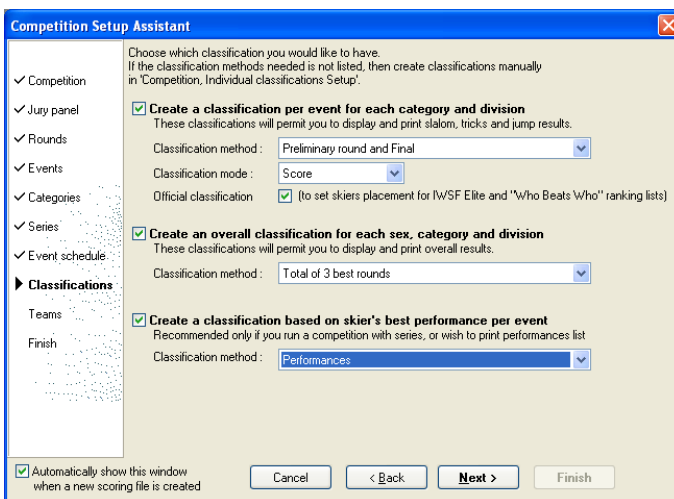 Competition Setup Assistant
Choose which classification you would like to have.
If the classification methods needed is not listed, then create classifications manually
in 'Competition, Individual classifications Setup'.
Competition
Jury panel
Rounds
Events
Categories
Series
Event schedule
Classifications
Teams
Finish
Create a classification per event for each category and division
These classifications will permit you to display and print slalom, tricks and jump results.
Classification method : Preliminary round and Final
Classification mode : Score
Official classification (to set skiers placement for IWSF Elite and "Who Beats Who" ranking lists)
Create an overall classification for each sex, category and division
These classifications will permit you to display and print overall results.
Classification method : Total of 3 best rounds
Create a classification based on skier's best performance per event
Recommended only if you run a competition with series, or wish to print performances list
Classification method : Performances
Automatically show this window
when a new scoring file is created
Cancel < Back Next > Finish